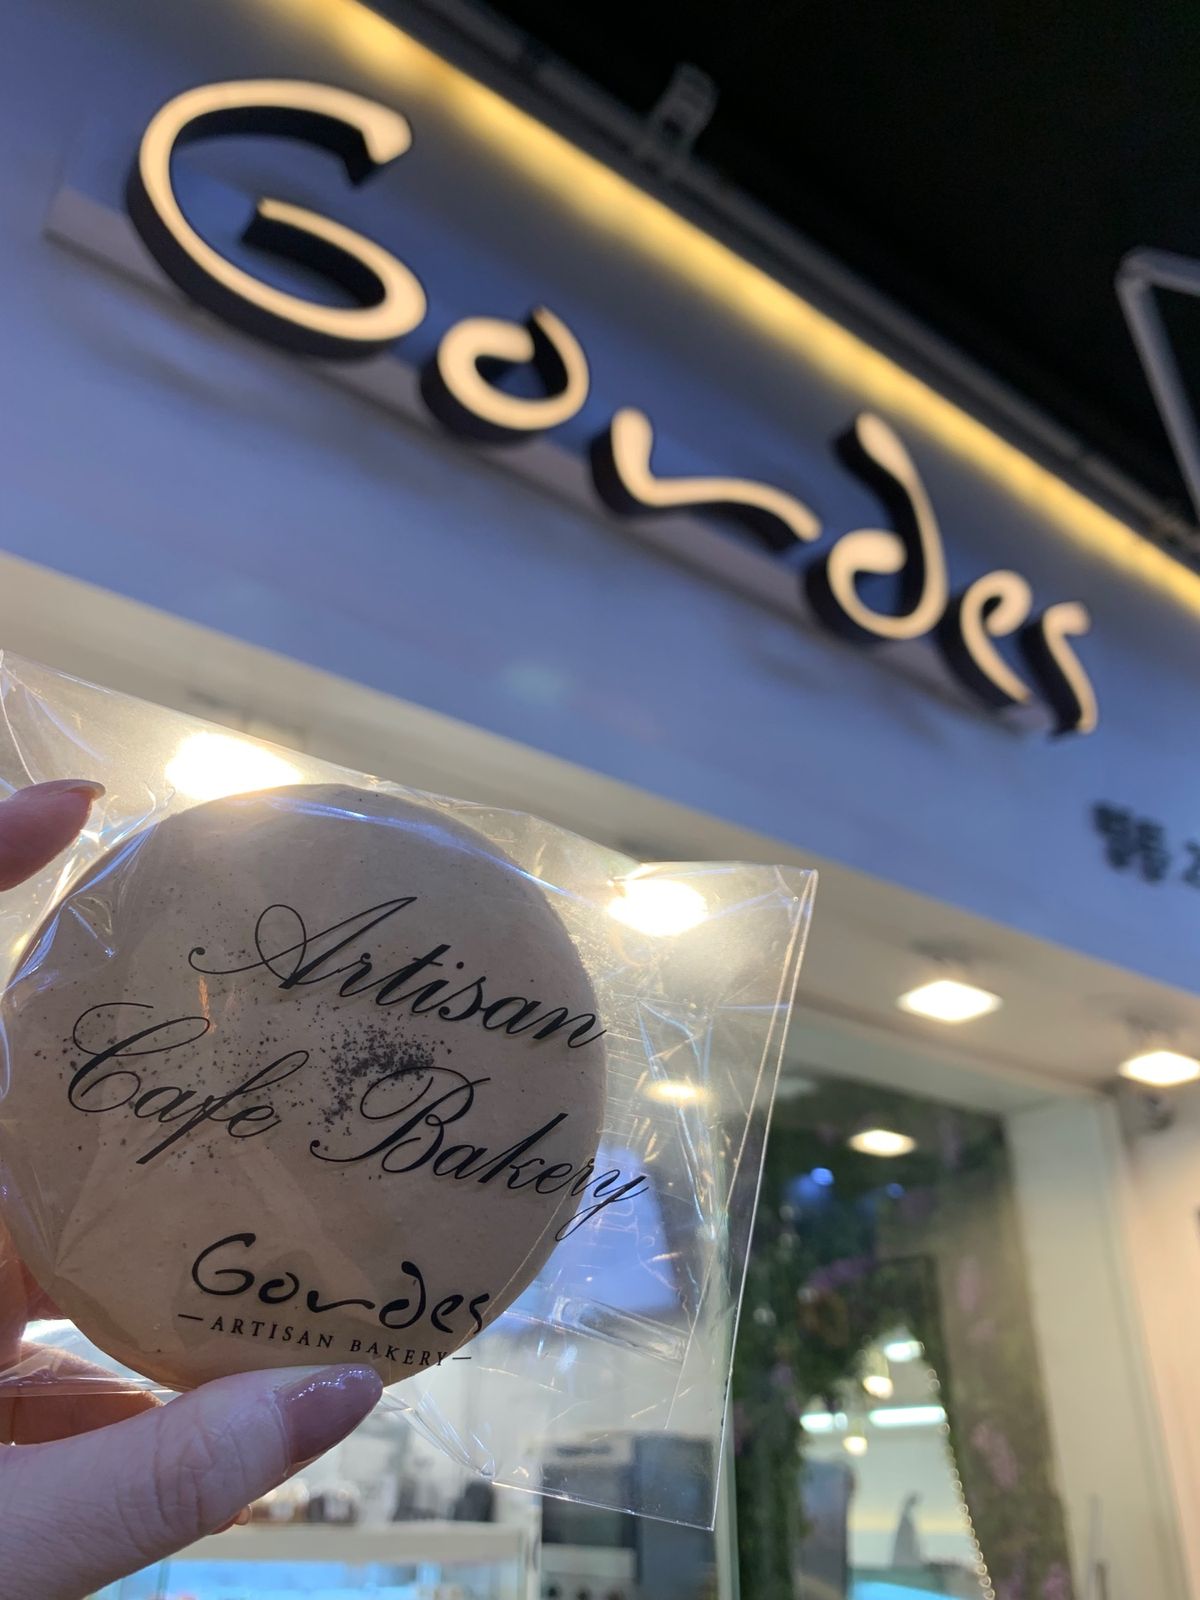 Gordes
Artisan
Cafe Bakery
Gordes
—ARTISAN BAKERY—